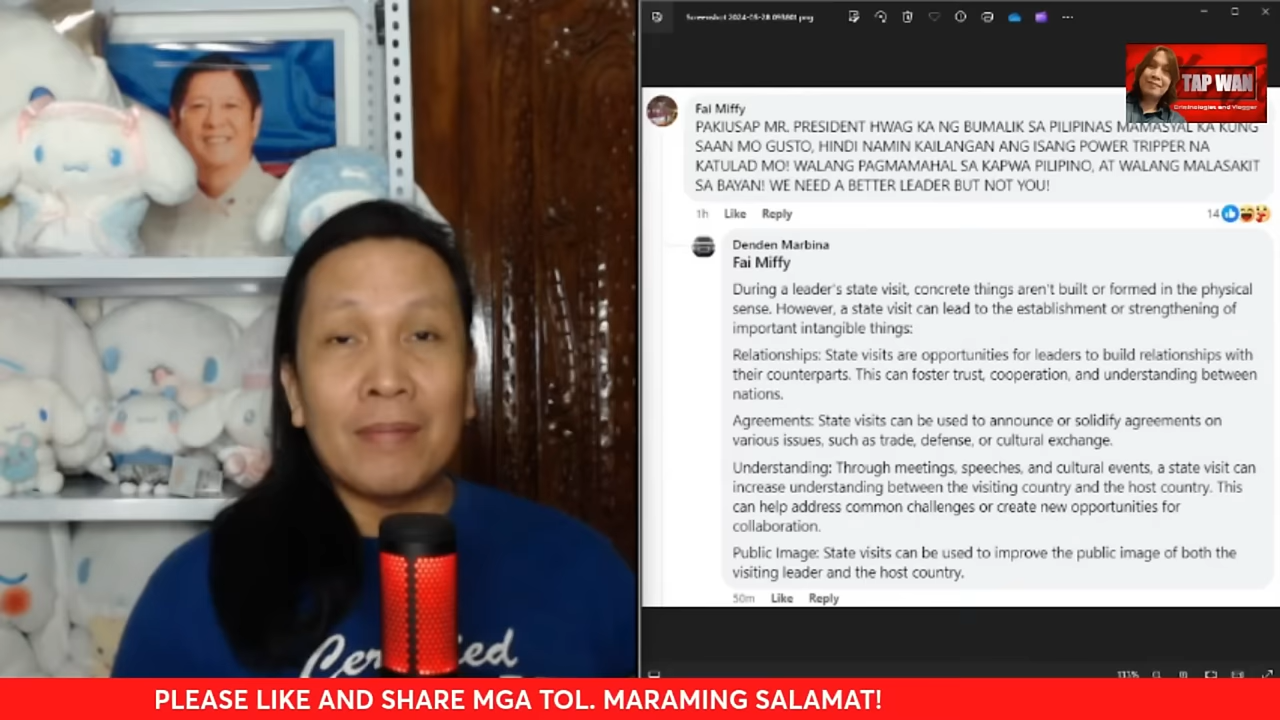 Screenshot 2024-05-28 093801.png
TAP WAN
Criminologist and Vlogger
Fai Miffy
PAKIUSAP MR. PRESIDENT HWAG KA NG BUMALIK SA PILIPINAS MAMASYAL KA KUNG
SAAN MO GUSTO, HINDI NAMIN KAILANGAN ANG ISANG POWER TRIPPER NA
KATULAD MO! WALANG PAGMAMAHAL SA KAPWA PILIPINO, AT WALANG MALASAKIT
SA BAYAN! WE NEED A BETTER LEADER BUT NOT YOU!
1h Like Reply 14
Denden Marbina
Fai Miffy
During a leader's state visit, concrete things aren't built or formed in the physical
sense. However, a state visit can lead to the establishment or strengthening of
important intangible things:
Relationships: State visits are opportunities for leaders to build relationships with
their counterparts. This can foster trust, cooperation, and understanding between
nations.
Agreements: State visits can be used to announce or solidify agreements on
various issues, such as trade, defense, or cultural exchange.
Understanding: Through meetings, speeches, and cultural events, a state visit can
increase understanding between the visiting country and the host country. This
can help address common challenges or create new opportunities for
collaboration.
Public Image: State visits can be used to improve the public image of both the
visiting leader and the host country.
50m Like Reply
PLEASE LIKE AND SHARE MGA TOL. MARAMING SALAMAT!